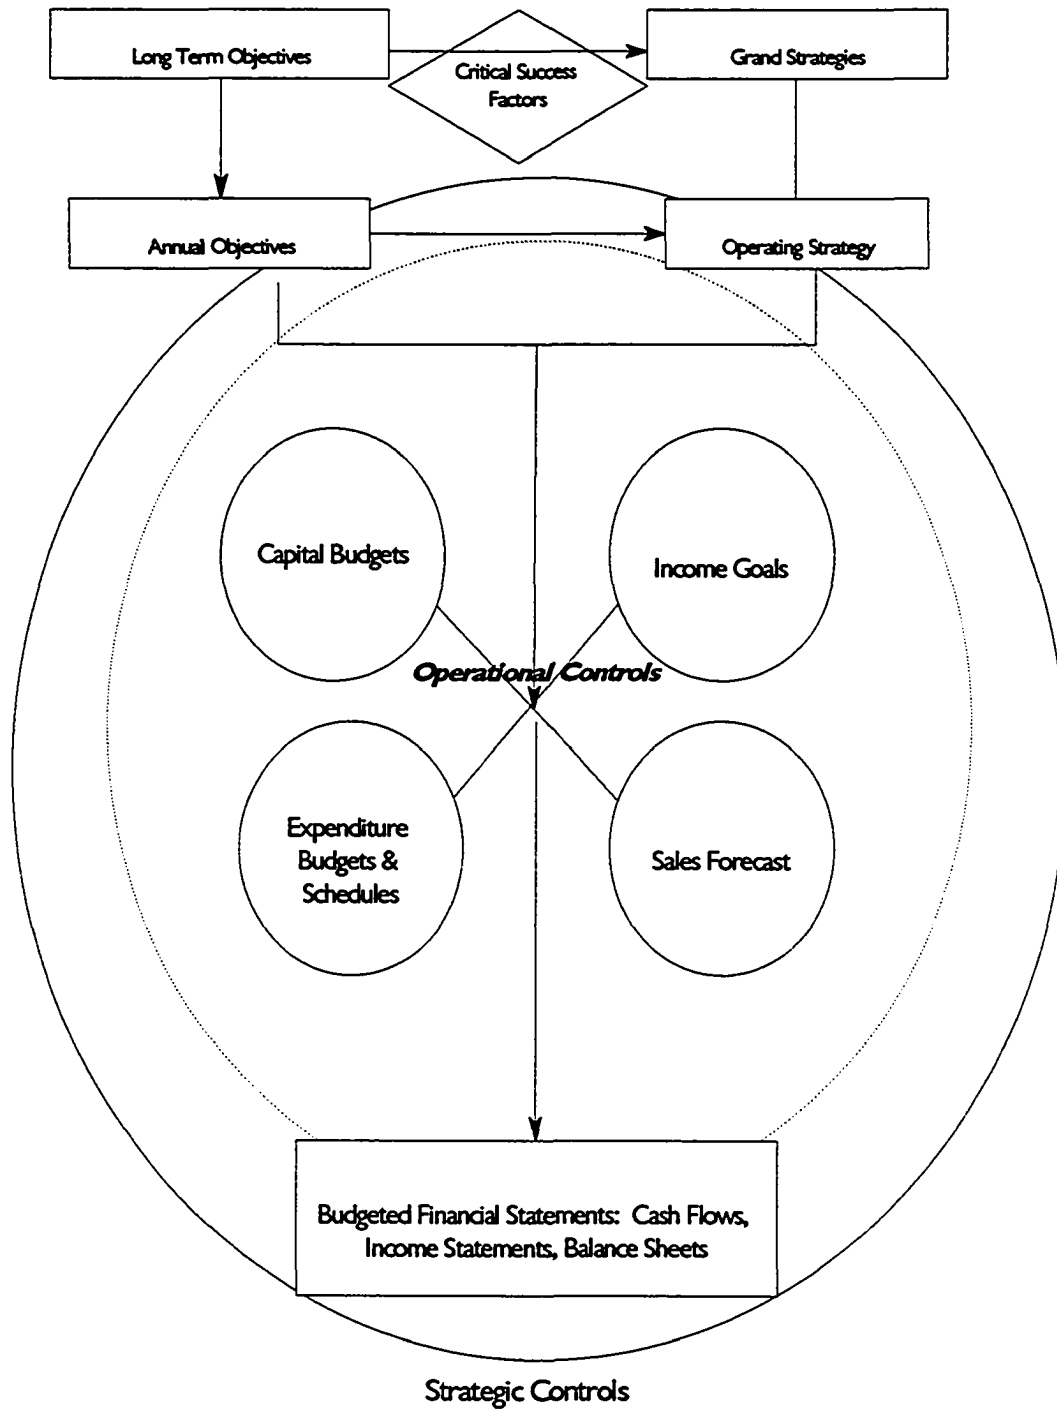 Long Term Objectives
Critical Success
Factors
Grand Strategies
Annual Objectives
Operating Strategy
Capital Budgets
Income Goals
Operational Controls
Expenditure
Budgets &
Schedules
Sales Forecast
Budgeted Financial Statements: Cash Flows,
Income Statements, Balance Sheets
Strategic Controls